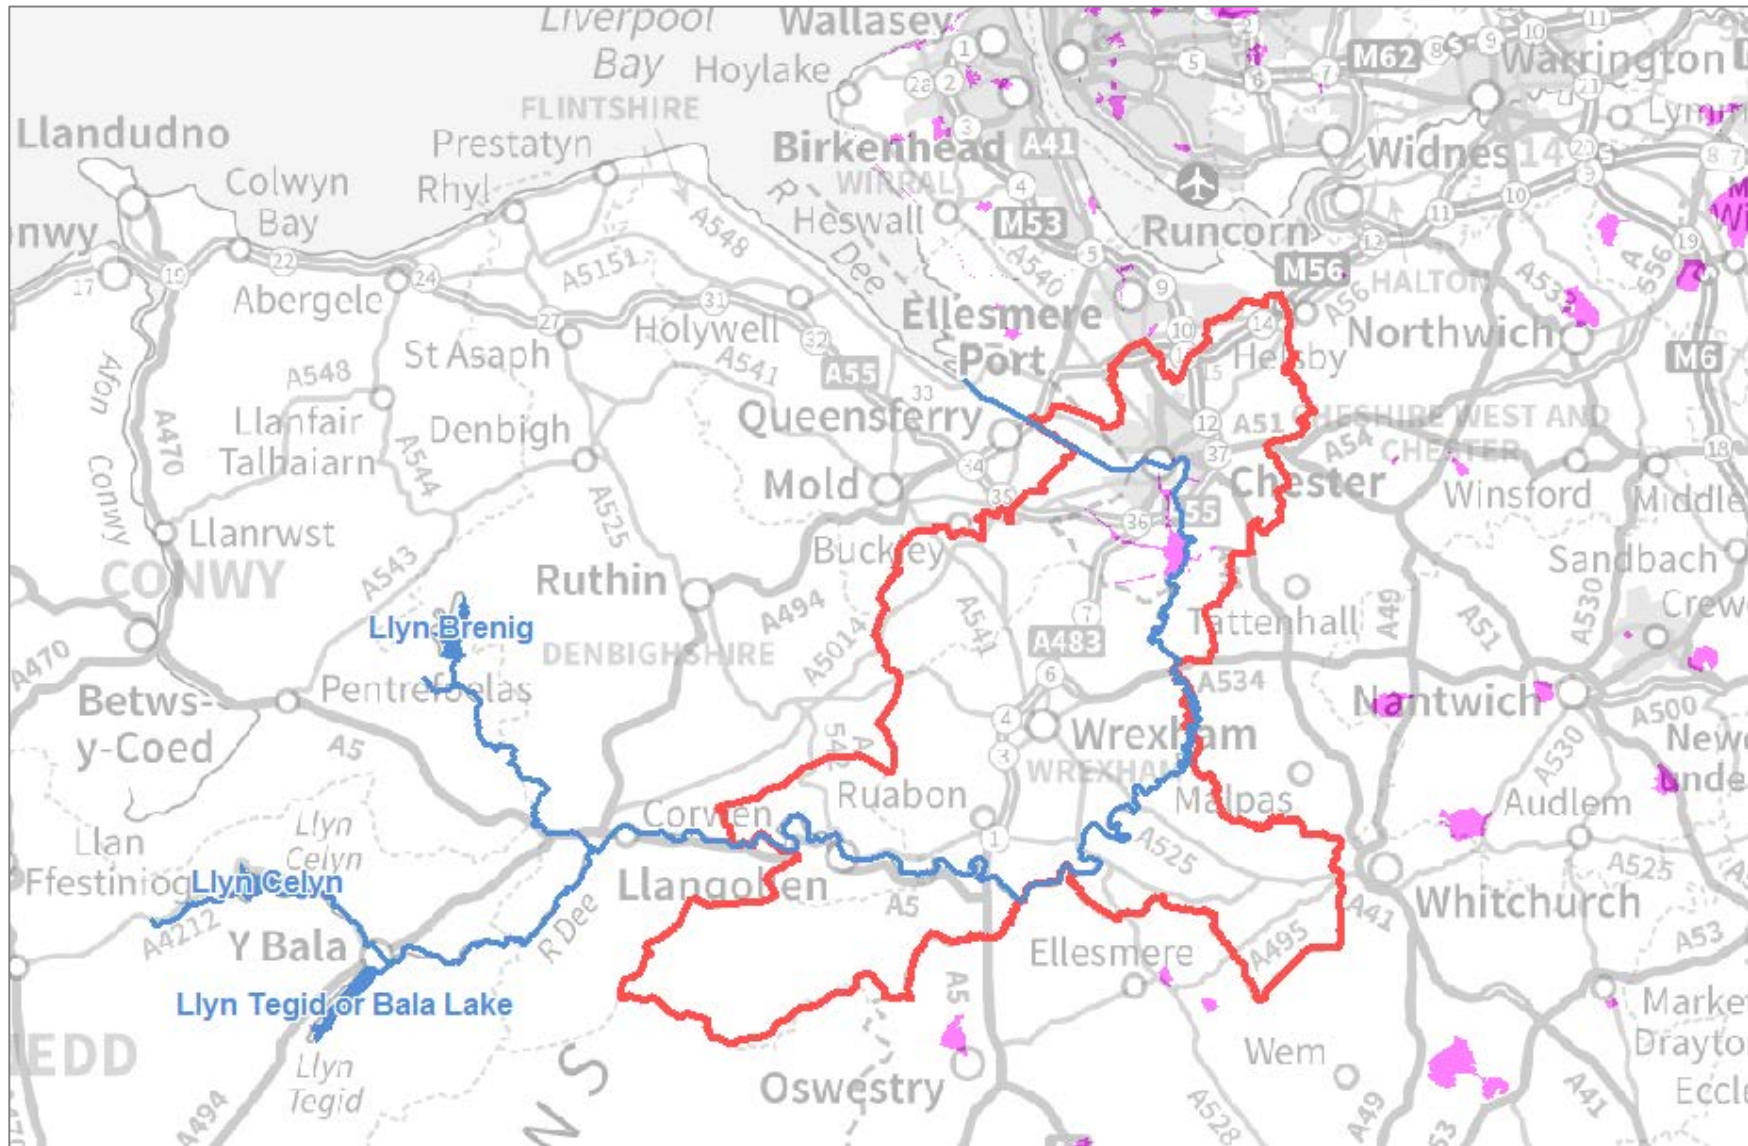 Liverpool
Bay
Wallasey
Hoylake
M62
Warrington
FLINTSHIRE
Llandudno
Prestatyn
Birkenhead
A41
Widnes
14
Lymm
Colwyn
Bay
Rhyl
WIRRAL
Heswall
M53
R Dee
A548
Runcorn
M56
HALTON
A5151
A540
A556
Abergele
Holywell
Ellesmere
Port
A56
Northwich
Helsby
M6
St Asaph
A55
A541
A548
Afon
Conwy
A470
Llanfair
Talhaiarn
Denbigh
Queensferry
A51
CHESHIRE WEST AND
CHESTER
A54
A544
Mold
Chester
Winsford
A525
Llanrwst
Buckley
Sandbach
CONWY
A543
Ruthin
A494
A541
Tattenhall
A49
A51
A530
Llyn Brenig
DENBIGHSHIRE
A5014
A483
A470
Pentrefoelas
A534
Betws-
y-Coed
A5
Wrexham
WREXHAM
Nantwich
A500
A530
Corwen
Ruabon
Malpas
Audlem
Llyn
Celyn
Llan
Ffestiniog
Llyn Celyn
Llangollen
A5
A525
A525
A4212
Y Bala
R Dee
Whitchurch
A41
A53
Ellesmere
A495
A5
Llyn Tegid or Bala Lake
Llyn
Tegid
Oswestry
Wem
A494
A528
A49
A41